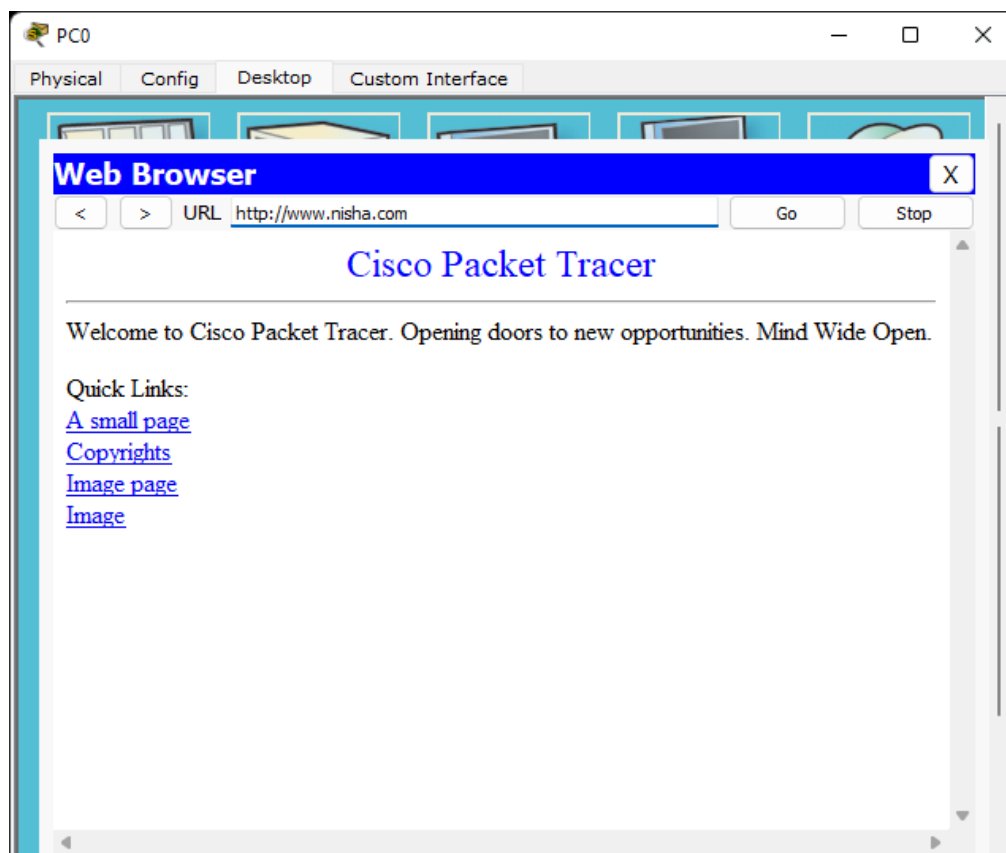 PC0
Physical Config Desktop Custom Interface
Web Browser X
< > URL http://www.nisha.com Go Stop
Cisco Packet Tracer
Welcome to Cisco Packet Tracer. Opening doors to new opportunities. Mind Wide Open.
Quick Links:
A small page
Copyrights
Image page
Image